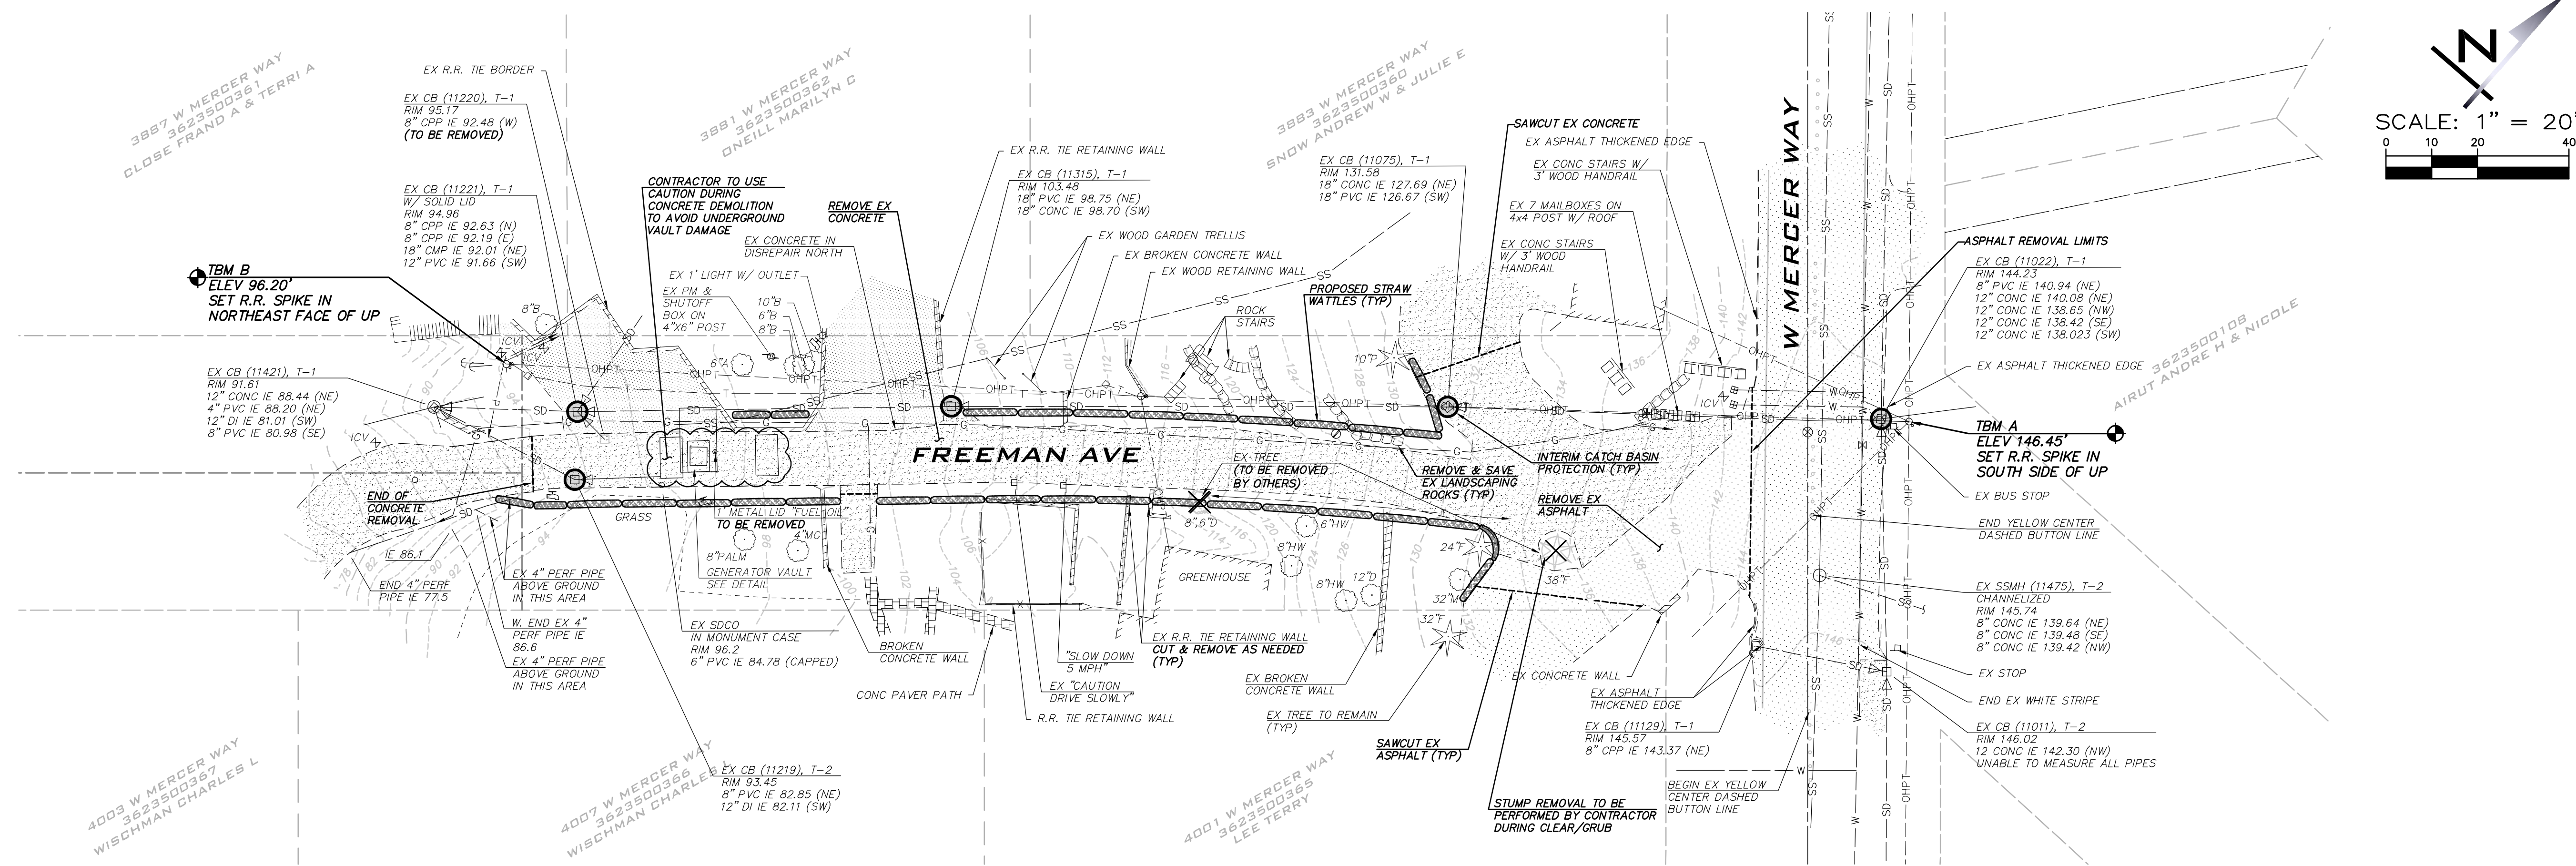 3887 W MERCER WAY
3623500361
CLOSE FRAND A & TERRI A
EX R.R. TIE BORDER
EX CB (11220), T-1
RIM 95.17
8" CPP IE 92.48 (W)
(TO BE REMOVED)
EX CB (11221), T-1
W/ SOLID LID
RIM 94.96
8" CPP IE 92.63 (N)
8" CPP IE 92.19 (E)
18" CMP IE 92.01 (NE)
12" PVC IE 91.66 (SW)
TBM B
ELEV 96.20'
SET R.R. SPIKE IN
NORTHEAST FACE OF UP
EX CB (11421), T-1
RIM 91.61
12" CONC IE 88.44 (NE)
4" PVC IE 88.20 (NE)
12" DI IE 81.01 (SW)
8" PVC IE 80.98 (SE)
3881 W MERCER WAY
3623500362
ONEILL MARILYN C
CONTRACTOR TO USE
CAUTION DURING
CONCRETE DEMOLITION
TO AVOID UNDERGROUND
VAULT DAMAGE
REMOVE EX
CONCRETE
EX CONCRETE IN
DISREPAIR NORTH
EX 1' LIGHT W/ OUTLET
EX PM &
SHUTOFF
BOX ON
4"X6" POST
10"B
6"B
8"B
8"B
6"A
EX R.R. TIE RETAINING WALL
EX CB (11315), T-1
RIM 103.48
18" PVC IE 98.75 (NE)
18" CONC IE 98.70 (SW)
EX WOOD GARDEN TRELLIS
EX BROKEN CONCRETE WALL
EX WOOD RETAINING WALL
3883 W MERCER WAY
3623500360
SNOW ANDREW W & JULIE E
EX CB (11075), T-1
RIM 131.58
18" CONC IE 127.69 (NE)
18" PVC IE 126.67 (SW)
PROPOSED STRAW
WATTLES (TYP)
ROCK
STAIRS
10"P
SAWCUT EX CONCRETE
EX ASPHALT THICKENED EDGE
EX CONC STAIRS W/
3' WOOD HANDRAIL
EX 7 MAILBOXES ON
4x4 POST W/ ROOF
EX CONC STAIRS
W/ 3' WOOD
HANDRAIL
W MERCER WAY
ASPHALT REMOVAL LIMITS
EX CB (11022), T-1
RIM 144.23
8" PVC IE 140.94 (NE)
12" CONC IE 140.08 (NE)
12" CONC IE 138.65 (NW)
12" CONC IE 138.42 (SE)
12" CONC IE 138.023 (SW)
EX ASPHALT THICKENED EDGE
TBM A
ELEV 146.45'
SET R.R. SPIKE IN
SOUTH SIDE OF UP
3623500108
AIRUT ANDRE H & NICOLE
N
SCALE: 1" = 20'
0 10 20 40
FREEMAN AVE
END OF
CONCRETE
REMOVAL
GRASS
1' METAL LID "FUEL OIL"
TO BE REMOVED
4"MG
8"PALM
GENERATOR VAULT
SEE DETAIL
IE 86.1
END 4" PERF
PIPE IE 77.5
EX 4" PERF PIPE
ABOVE GROUND
IN THIS AREA
W. END EX 4"
PERF PIPE IE
86.6
EX 4" PERF PIPE
ABOVE GROUND
IN THIS AREA
EX SDCO
IN MONUMENT CASE
RIM 96.2
6" PVC IE 84.78 (CAPPED)
BROKEN
CONCRETE WALL
CONC PAVER PATH
EX CB (11219), T-2
RIM 93.45
8" PVC IE 82.85 (NE)
12" DI IE 82.11 (SW)
EX TREE
(TO BE REMOVED
BY OTHERS)
REMOVE & SAVE
EX LANDSCAPING
ROCKS (TYP)
INTERIM CATCH BASIN
PROTECTION (TYP)
REMOVE EX
ASPHALT
8",6"D
6"HW
8"HW
8"HW
12"D
24"F
38"F
32"M
32"F
GREENHOUSE
"SLOW DOWN
5 MPH"
EX "CAUTION
DRIVE SLOWLY"
R.R. TIE RETAINING WALL
EX R.R. TIE RETAINING WALL
CUT & REMOVE AS NEEDED
(TYP)
EX BROKEN
CONCRETE WALL
EX TREE TO REMAIN
(TYP)
SAWCUT EX
ASPHALT (TYP)
EX CONCRETE WALL
EX ASPHALT
THICKENED EDGE
EX CB (11129), T-1
RIM 145.57
8" CPP IE 143.37 (NE)
STUMP REMOVAL TO BE
PERFORMED BY CONTRACTOR
DURING CLEAR/GRUB
BEGIN EX YELLOW
CENTER DASHED
BUTTON LINE
EX BUS STOP
END YELLOW CENTER
DASHED BUTTON LINE
EX SSMH (11475), T-2
CHANNELIZED
RIM 145.74
8" CONC IE 139.64 (NE)
8" CONC IE 139.48 (SE)
8" CONC IE 139.42 (NW)
EX STOP
END EX WHITE STRIPE
EX CB (11011), T-2
RIM 146.02
12 CONC IE 142.30 (NW)
UNABLE TO MEASURE ALL PIPES
4003 W MERCER WAY
3623500367
WISCHMAN CHARLES L
4007 W MERCER WAY
3623500366
WISCHMAN CHARLES L
4001 W MERCER WAY
3623500365
LEE TERRY